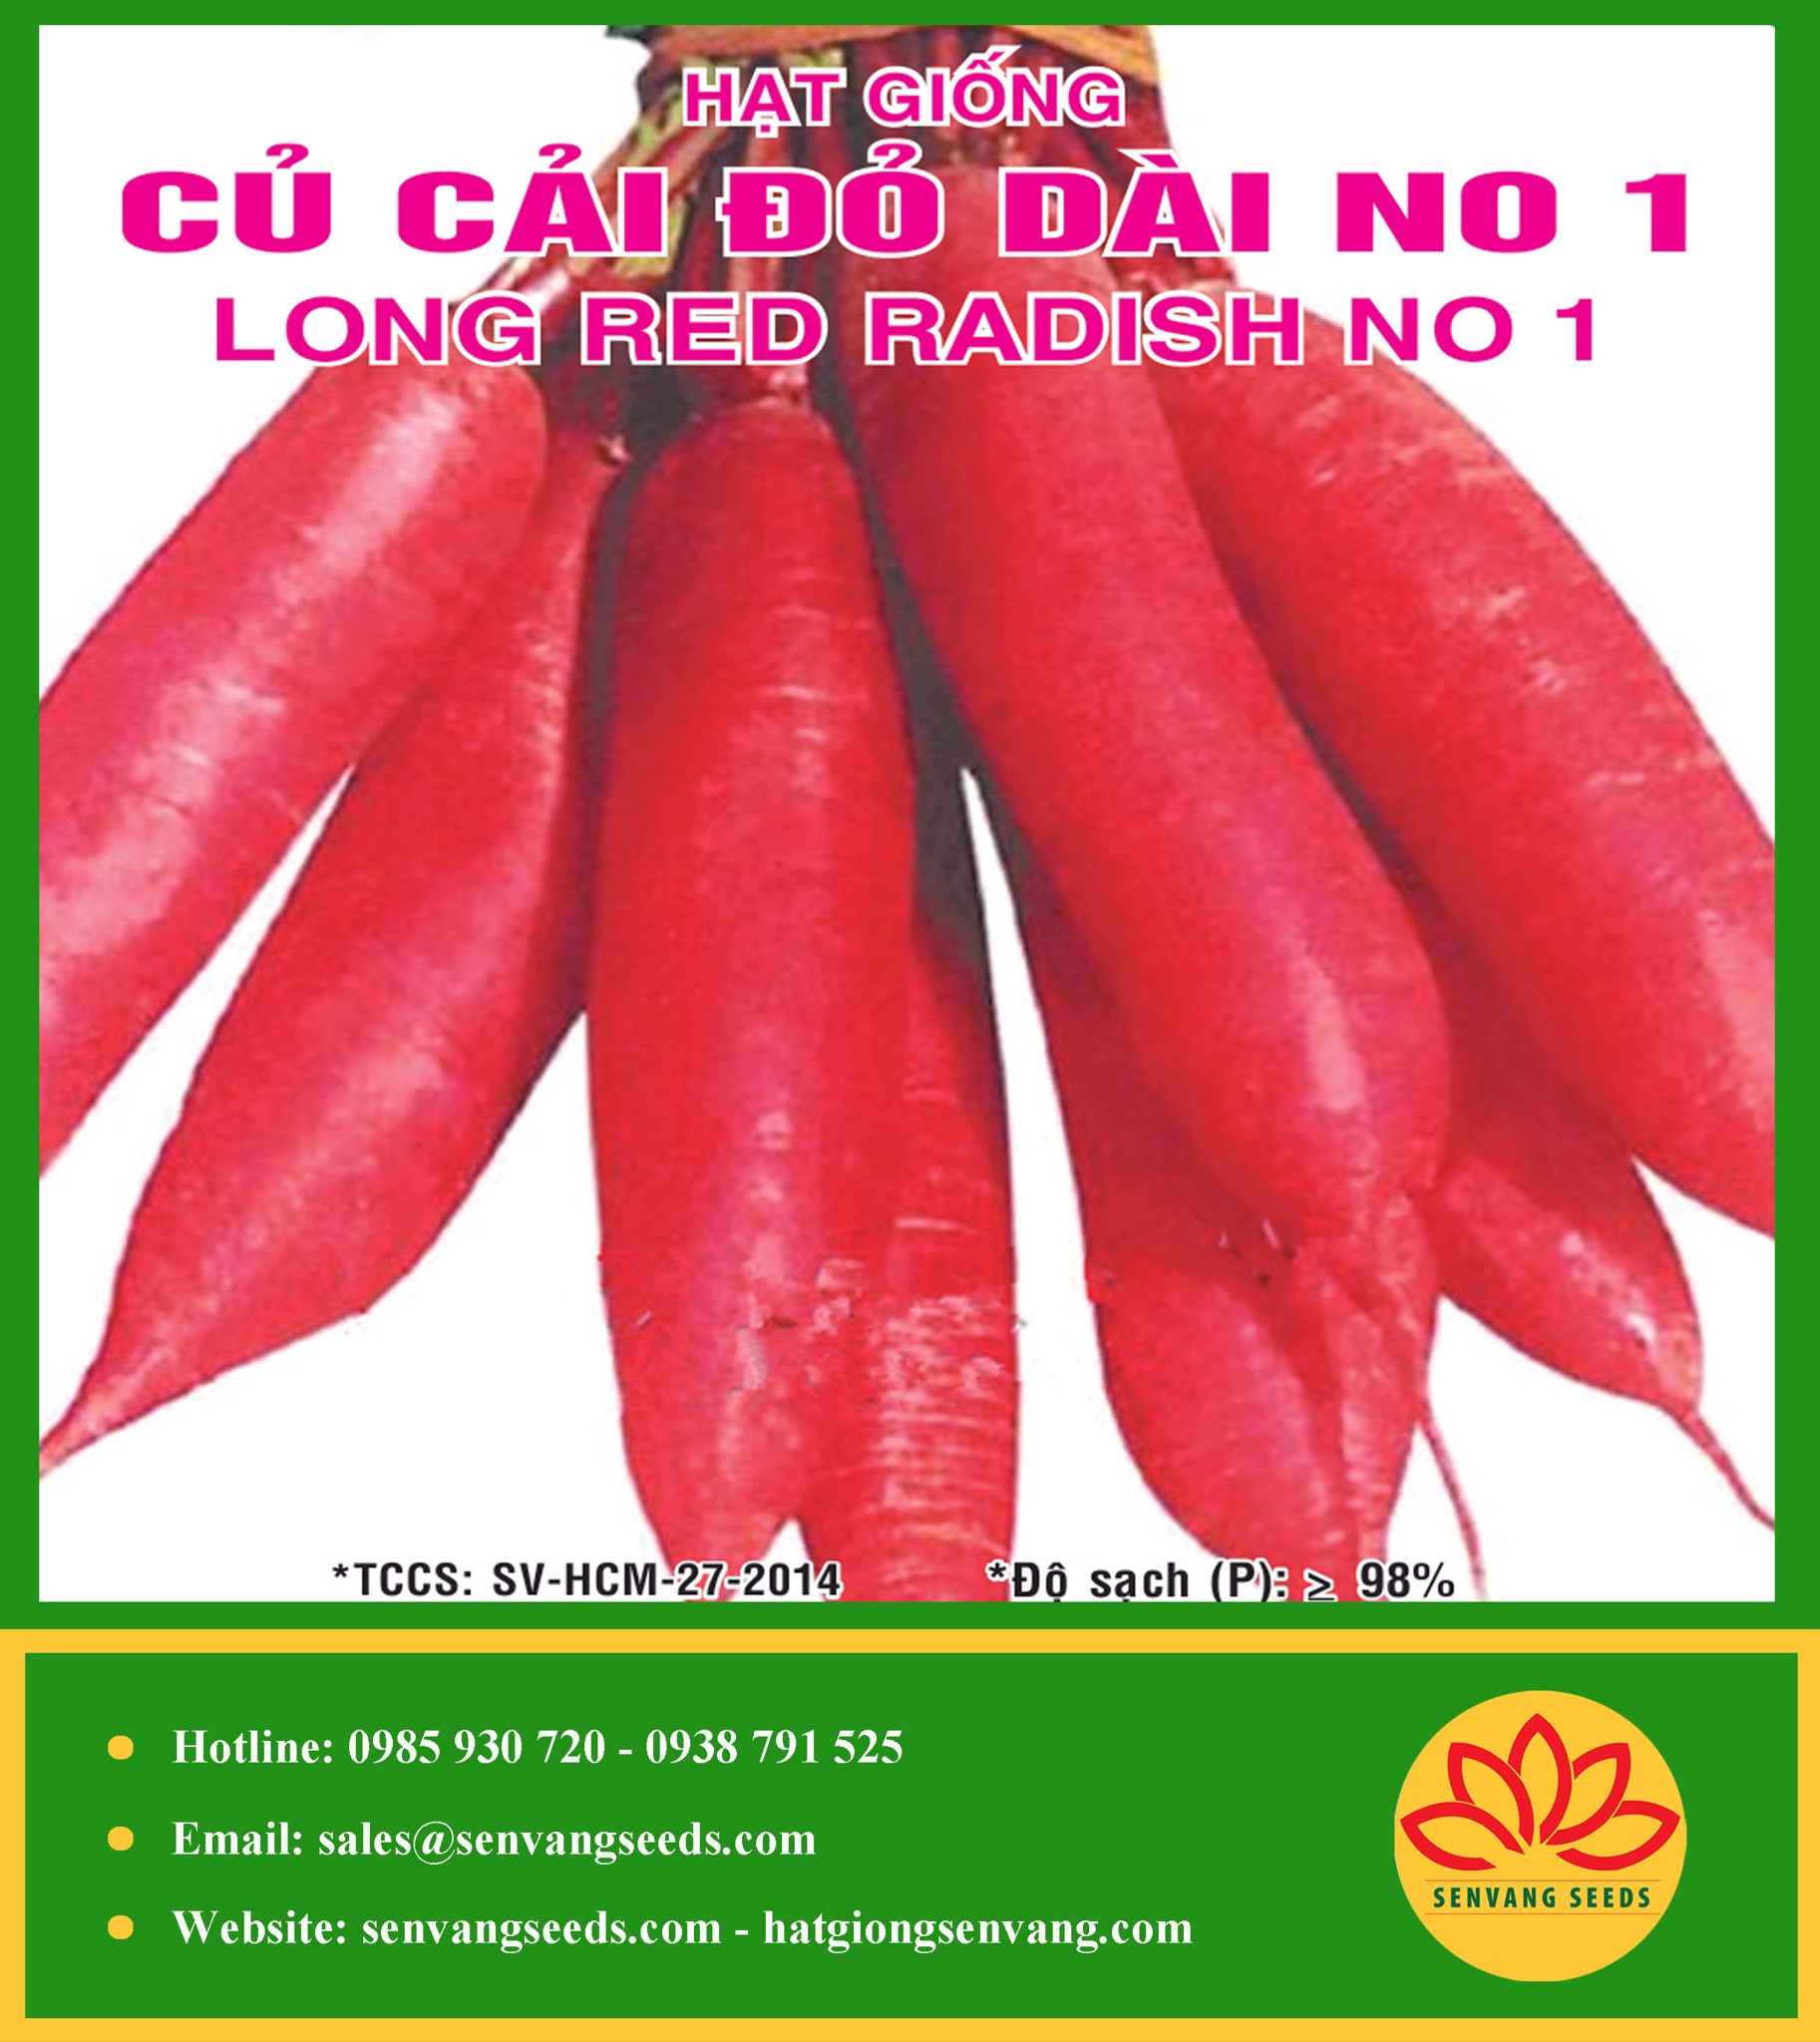 HẠT GIỐNG
CỦ CẢI ĐỎ DÀI NO 1
LONG RED RADISH NO 1
*TCCS: SV-HCM-27-2014 *Độ sạch (P): ≥ 98%
Hotline: 0985 930 720 - 0938 791 525
Email: sales@senvangseeds.com
Website: senvangseeds.com - hatgiongsenvang.com
SENVANG SEEDS